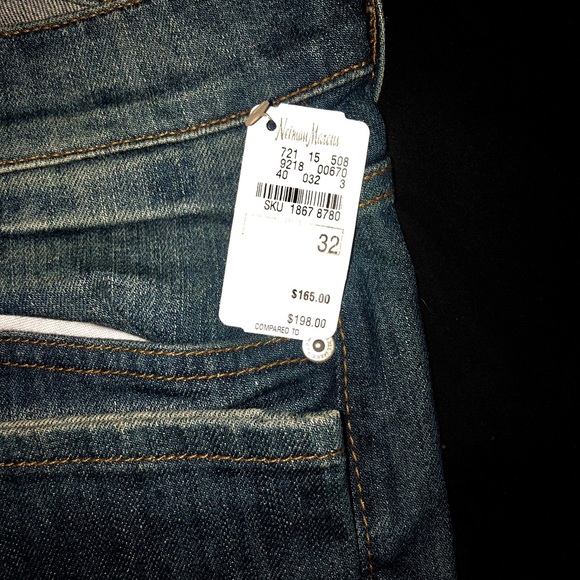 Neiman Marcus
721 15 508
9218 00670
40 032 3
SKU 1867 8780
32
$165.00
$198.00
COMPARED TO